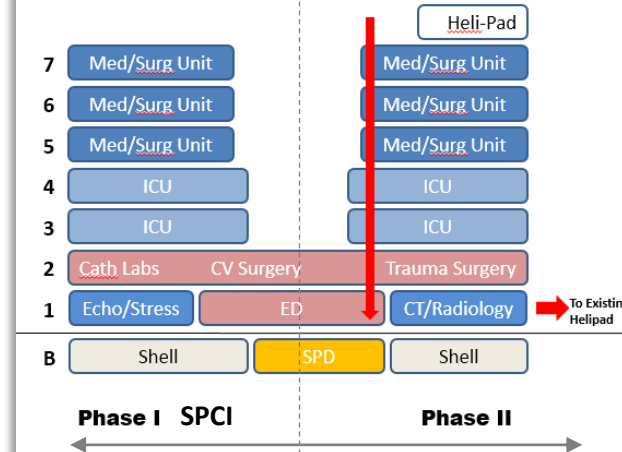 Heli-Pad
7 Med/Surg Unit Med/Surg Unit
6 Med/Surg Unit Med/Surg Unit
5 Med/Surg Unit Med/Surg Unit
4 ICU ICU
3 ICU ICU
2 Cath Labs CV Surgery Trauma Surgery
1 Echo/Stress ED CT/Radiology To Existin
Helipad
B Shell SPD Shell
Phase I SPCI Phase II